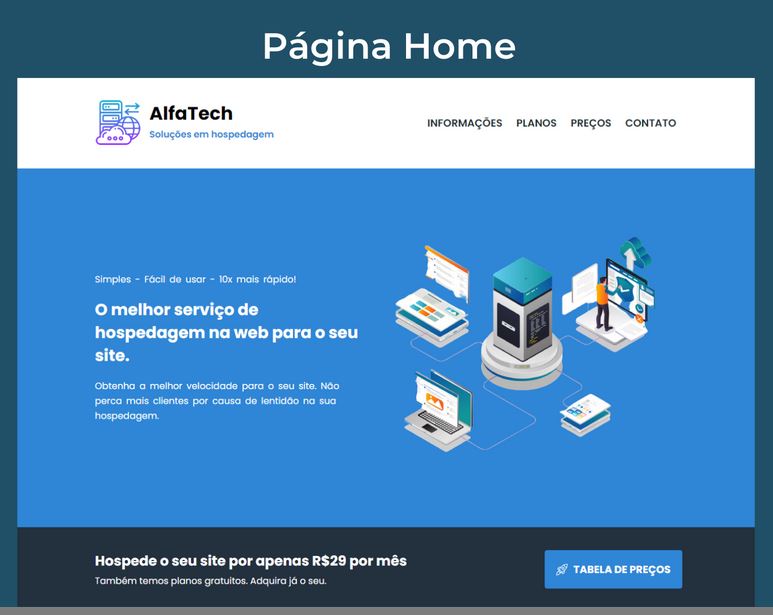 Página Home
AlfaTech
Soluções em hospedagem
INFORMAÇÕES PLANOS PREÇOS CONTATO
Simples - Fácil de usar - 10x mais rápido!
O melhor serviço de
hospedagem na web para o seu
site.
Obtenha a melhor velocidade para o seu site. Não
perca mais clientes por causa de lentidão na sua
hospedagem.
Hospede o seu site por apenas R$29 por mês
Também temos planos gratuitos. Adquira já o seu.
TABELA DE PREÇOS